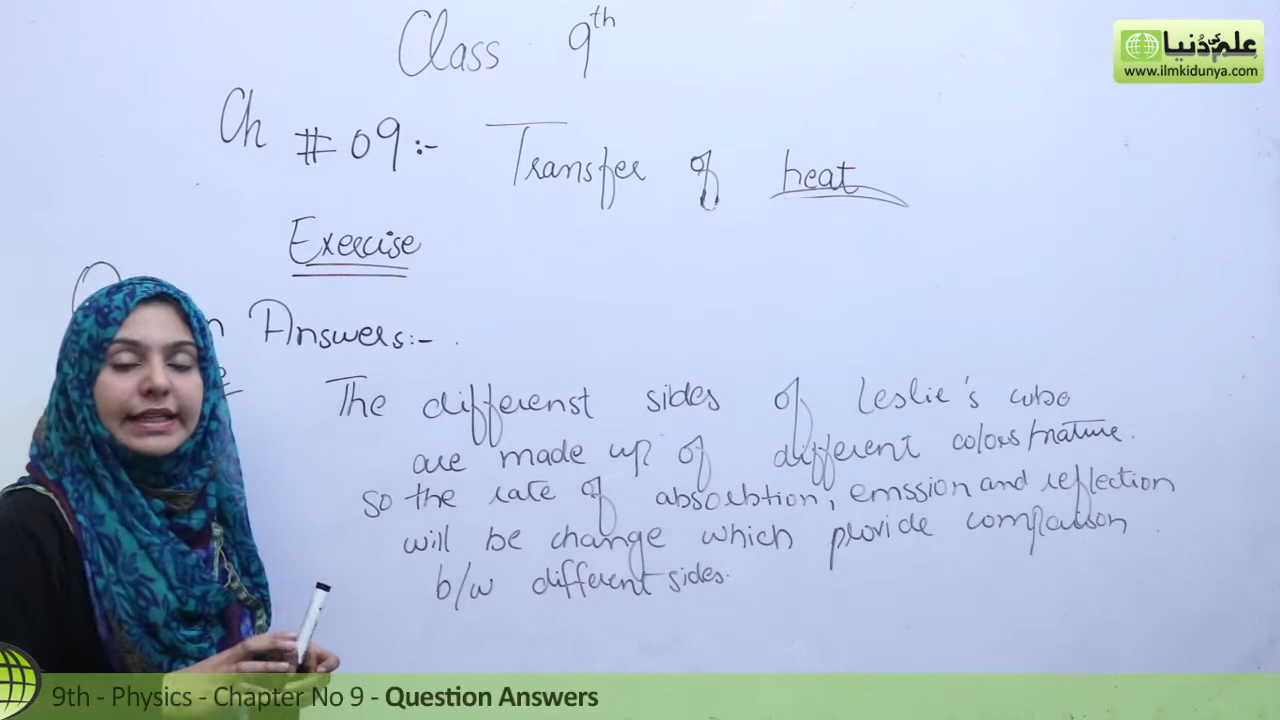 Class 9th
علم کی دُنیا
www.ilmkidunya.com
Ch # 09:- Transfer of heat
Exercise
Answers:-
The differenst sides of Leslie's cube
are made up of different colors/nature.
so the rate of absorbtion, emssion and reflection
will be change which provide comparison
b/w different sides.
9th - Physics - Chapter No 9 - Question Answers